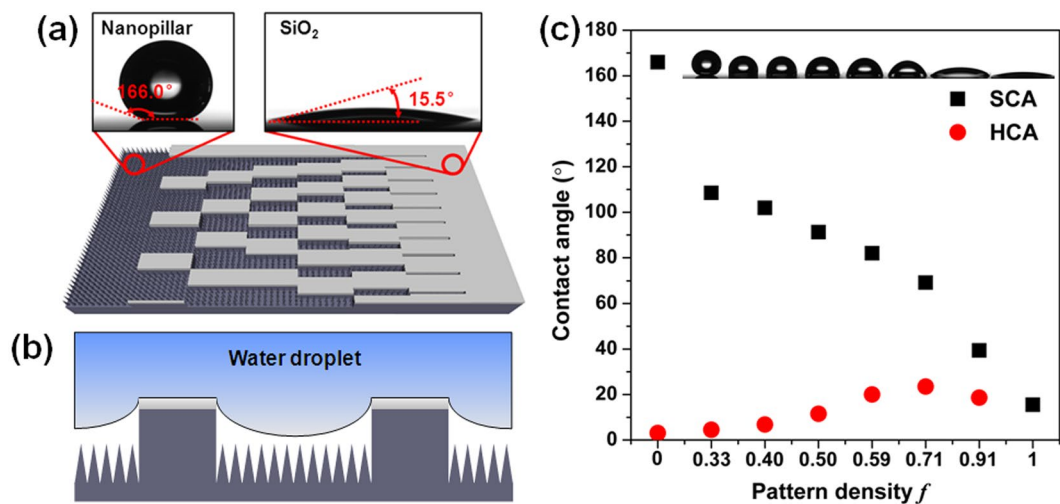 (a)
Nanopillar
166.0°
SiO₂
15.5°
(b)
Water droplet
(c)
180
160
140
120
100
80
60
40
20
0
Contact angle (°)
SCA
HCA
0 0.33 0.40 0.50 0.59 0.71 0.91 1
Pattern density f